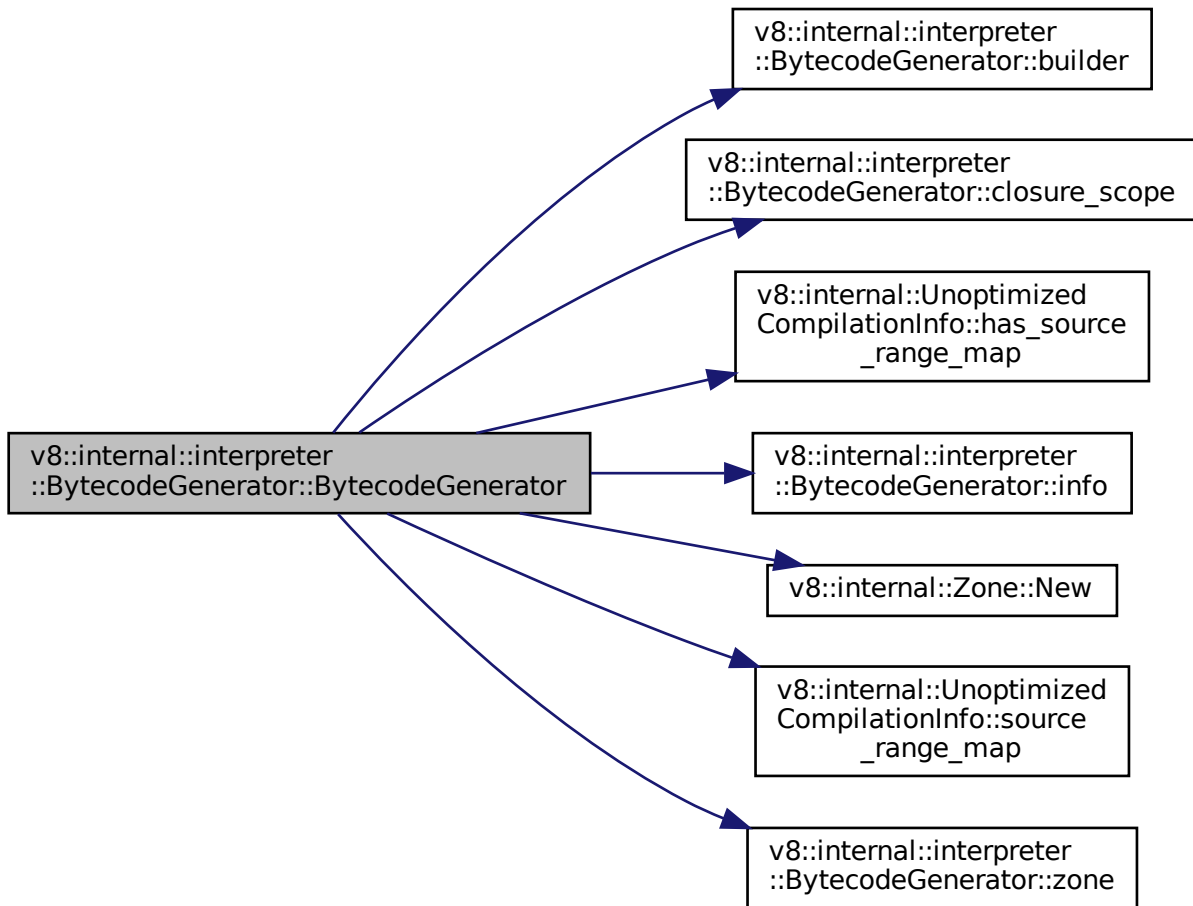 v8::internal::interpreter
::BytecodeGenerator::builder
v8::internal::interpreter
::BytecodeGenerator::closure_scope
v8::internal::Unoptimized
CompilationInfo::has_source
_range_map
v8::internal::interpreter
::BytecodeGenerator::BytecodeGenerator
v8::internal::interpreter
::BytecodeGenerator::info
v8::internal::Zone::New
v8::internal::Unoptimized
CompilationInfo::source
_range_map
v8::internal::interpreter
::BytecodeGenerator::zone